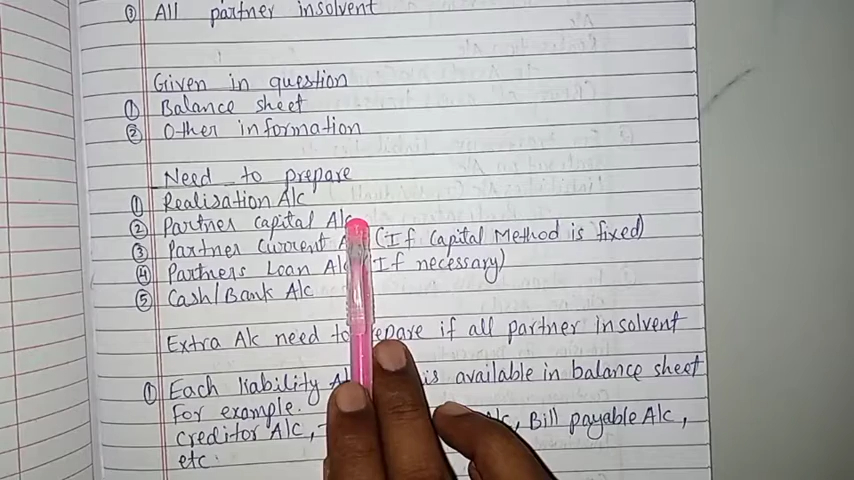 ① All partner insolvent
Given in question
① Balance sheet
② Other information
Need to prepare
① Realisation A/c
② Partner capital A/c
③ Partner Current (If Capital Method is fixed)
④ Partners Loan A/c (If necessary)
⑤ Cash/Bank A/c
Extra A/c need to if all partner insolvent
① Each liability is available in balance sheet
For example.
creditor A/c, A/c, Bill payable A/c,
etc.